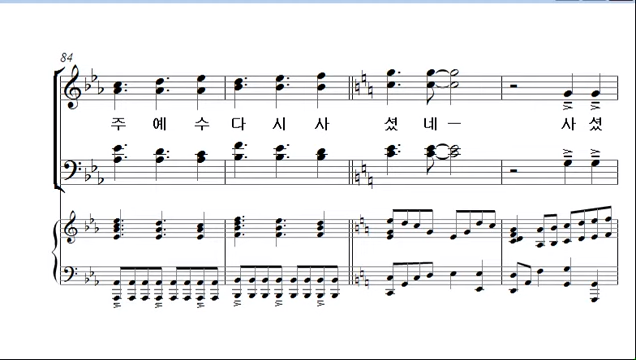 84
주 예 수 다 시 사 셨 네 ㅡ 사 셨